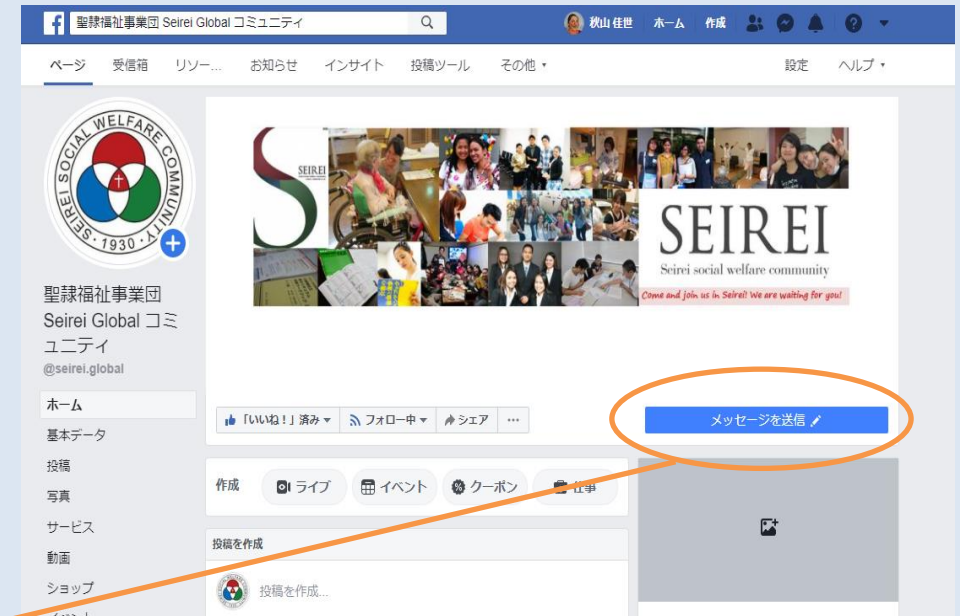 聖隷福祉事業団 Seirei Global コミュニティ
秋山 佳世 ホーム 作成
ページ 受信箱 リソー... お知らせ インサイト 投稿ツール その他 設定 ヘルプ
SEIREI SOCIAL WELFARE COMMUNITY
・1930・
SEIREI
SEIREI
Seirei social welfare community
Come and join us in Seirei! We are waiting for you!
聖隷福祉事業団
Seirei Global コミ
ュニティ
@seirei.global
ホーム
基本データ
投稿
写真
サービス
動画
ショップ
イベント
「いいね！」済み フォロー中 シェア ...
メッセージを送信
作成 ライブ イベント クーポン 仕事
投稿を作成
投稿を作成...